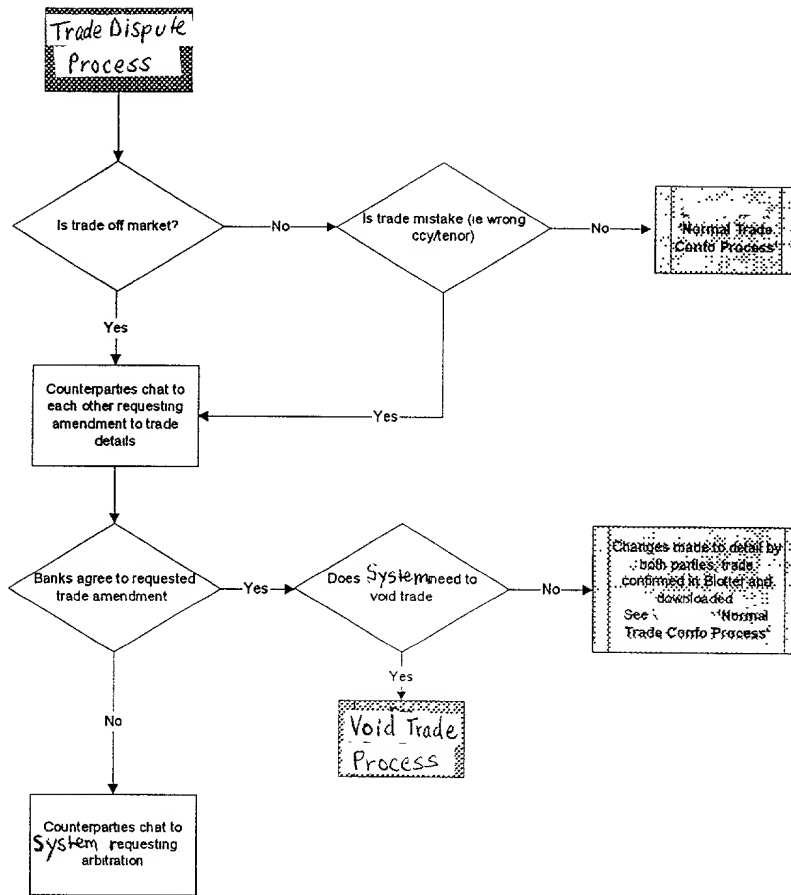 Trade Dispute
Process
Is trade off market?
No
Is trade mistake (ie wrong
ccy/tenor)
No
'Normal Trade
Confo Process'
Yes
Counterparties chat to
each other requesting
amendment to trade
details
Yes
Banks agree to requested
trade amendment
Yes
Does System need to
void trade
No
Changes made to detail by
both parties, trade
confirmed in Blotter and
downloaded
See 'Normal
Trade Confo Process'
Yes
Void Trade
Process
No
Counterparties chat to
System requesting
arbitration